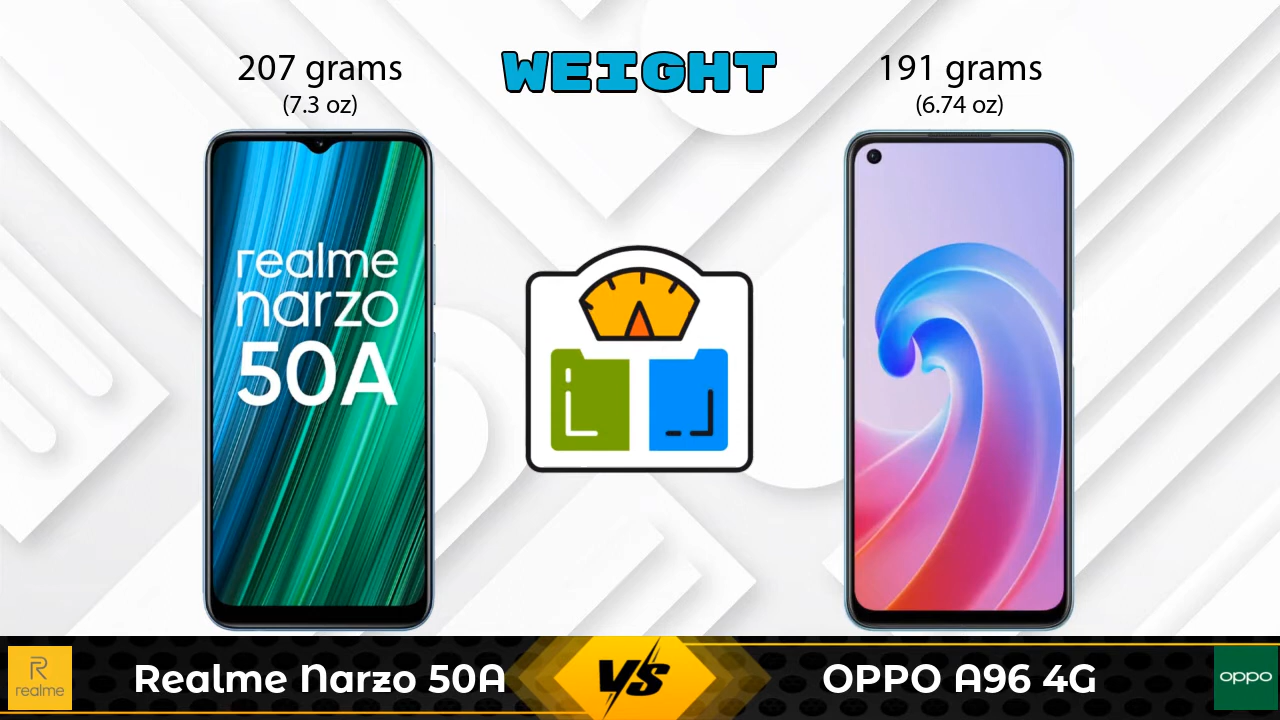 WEIGHT
207 grams
(7.3 oz)
191 grams
(6.74 oz)
realme
narzo
50A
R
realme
Realme Narzo 50A
VS
OPPO A96 4G
oppo